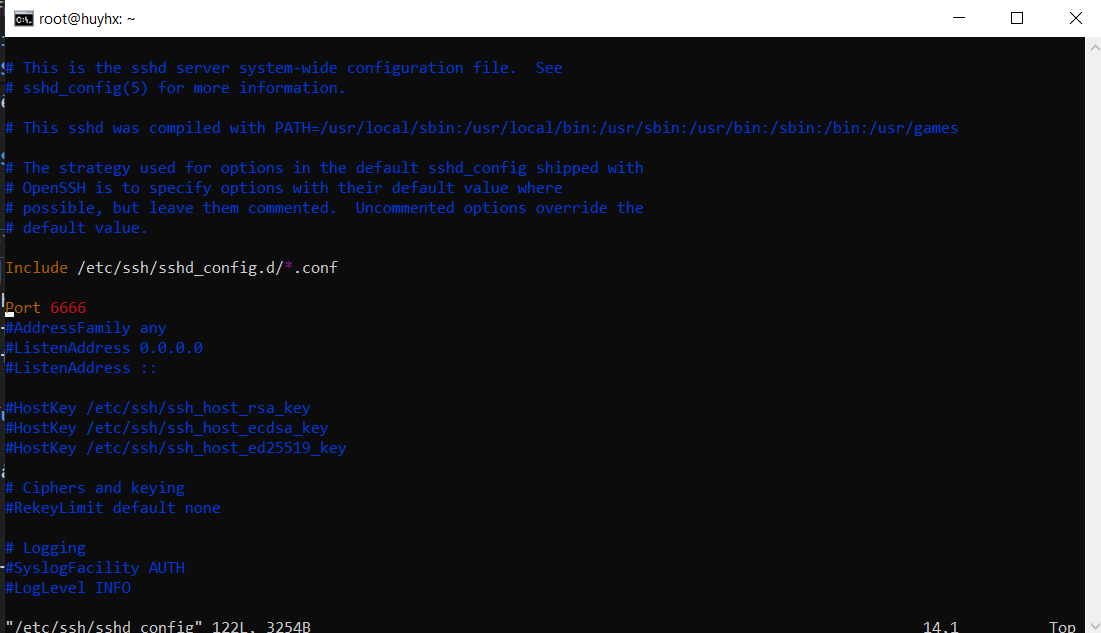 root@huyhx: ~
# This is the sshd server system-wide configuration file.  See
# sshd_config(5) for more information.
# This sshd was compiled with PATH=/usr/local/sbin:/usr/local/bin:/usr/sbin:/usr/bin:/sbin:/bin:/usr/games
# The strategy used for options in the default sshd_config shipped with
# OpenSSH is to specify options with their default value where
# possible, but leave them commented.  Uncommented options override the
# default value.
Include /etc/ssh/sshd_config.d/*.conf
Port 6666
#AddressFamily any
#ListenAddress 0.0.0.0
#ListenAddress ::
#HostKey /etc/ssh/ssh_host_rsa_key
#HostKey /etc/ssh/ssh_host_ecdsa_key
#HostKey /etc/ssh/ssh_host_ed25519_key
# Ciphers and keying
#RekeyLimit default none
# Logging
#SyslogFacility AUTH
#LogLevel INFO
"/etc/ssh/sshd_config" 122L, 3254B 14,1 Top